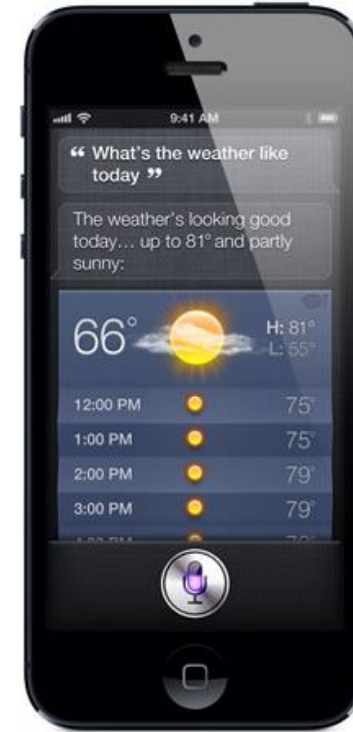 9:41 AM
“ What's the weather like
today ”
The weather's looking good
today... up to 81° and partly
sunny:
66°
H: 81°
L: 55°
12:00 PM 75°
1:00 PM 75°
2:00 PM 79°
3:00 PM 79°